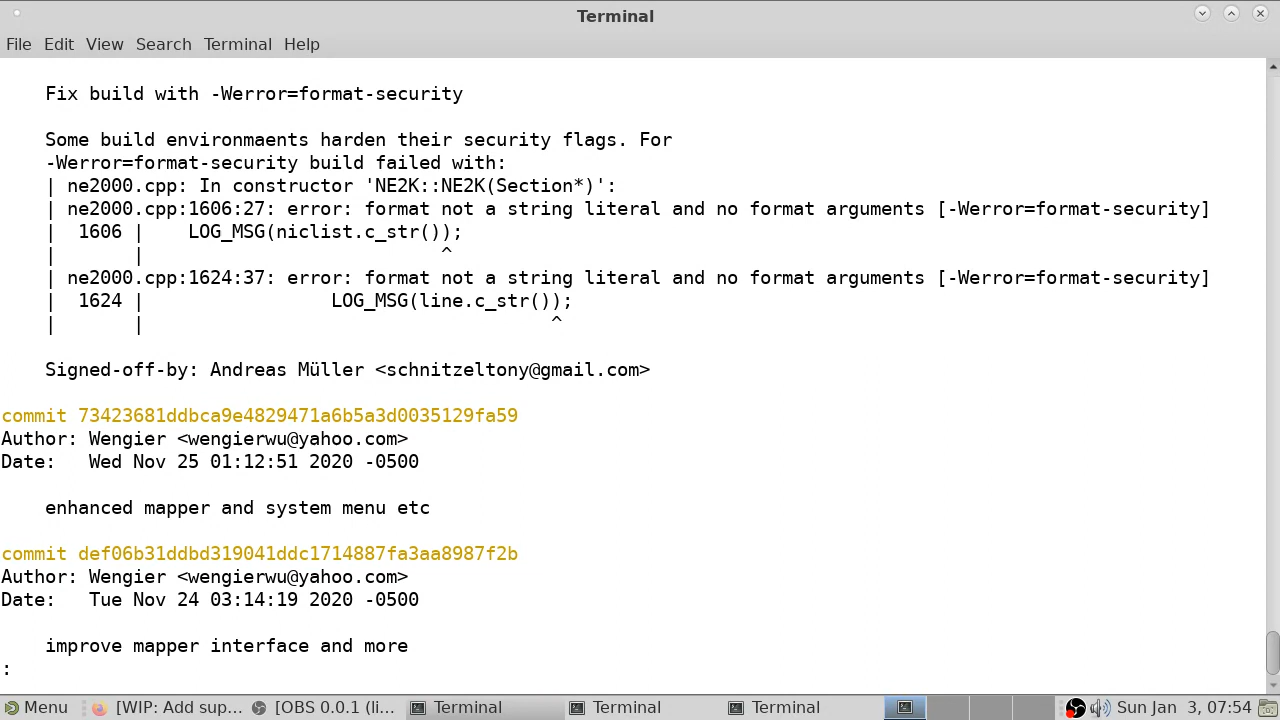 Terminal
File Edit View Search Terminal Help
Fix build with -Werror=format-security
Some build environmaents harden their security flags. For
-Werror=format-security build failed with:
| ne2000.cpp: In constructor 'NE2K::NE2K(Section*)':
| ne2000.cpp:1606:27: error: format not a string literal and no format arguments [-Werror=format-security]
|  1606 |    LOG_MSG(niclist.c_str());
|       |                           ^
| ne2000.cpp:1624:37: error: format not a string literal and no format arguments [-Werror=format-security]
|  1624 |                 LOG_MSG(line.c_str());
|       |                                     ^
Signed-off-by: Andreas Müller <schnitzeltony@gmail.com>
commit 73423681ddbca9e4829471a6b5a3d0035129fa59
Author: Wengier <wengierwu@yahoo.com>
Date:   Wed Nov 25 01:12:51 2020 -0500
enhanced mapper and system menu etc
commit def06b31ddbd319041ddc1714887fa3aa8987f2b
Author: Wengier <wengierwu@yahoo.com>
Date:   Tue Nov 24 03:14:19 2020 -0500
improve mapper interface and more
:
Menu [WIP: Add sup... [OBS 0.0.1 (li... Terminal Terminal Terminal Sun Jan  3, 07:54